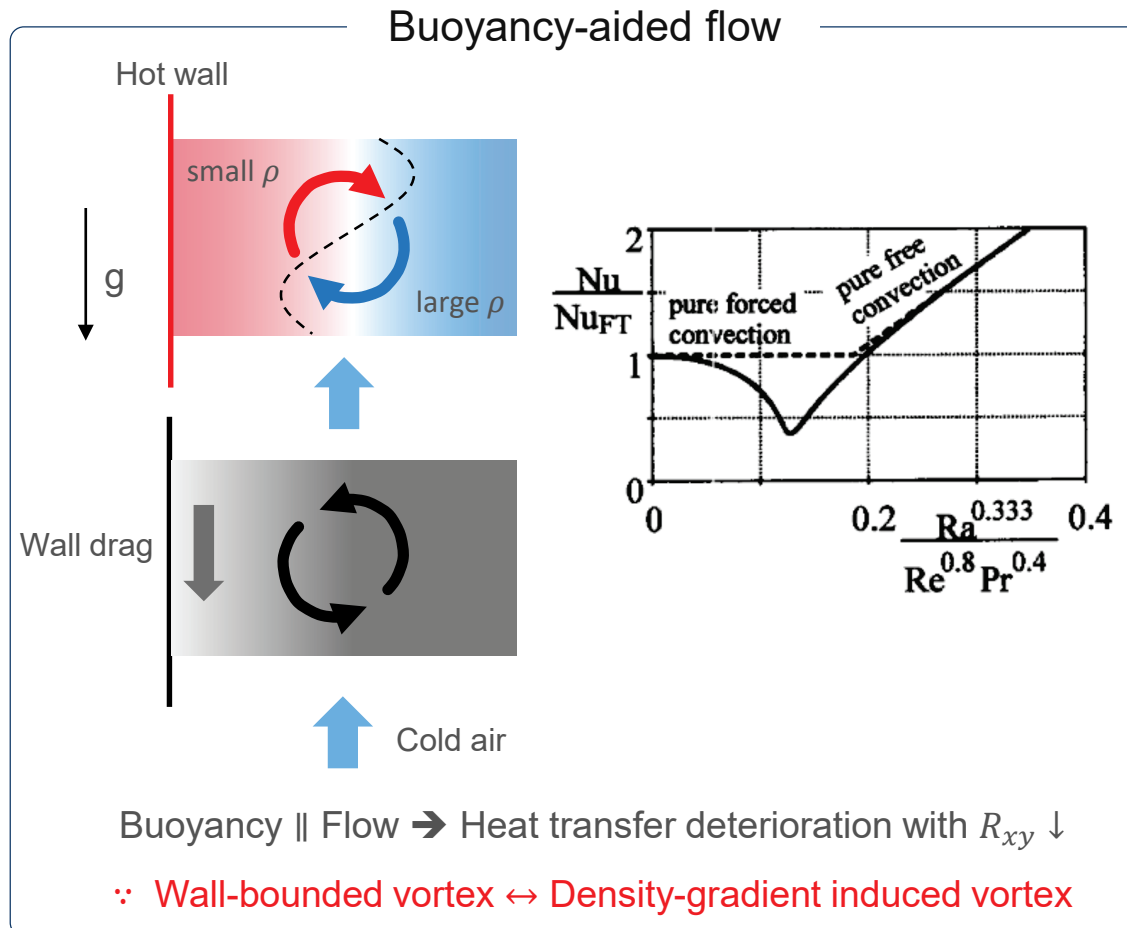 Buoyancy-aided flow
Hot wall
small ρ
g
large ρ
Wall drag
Cold air
Nu
Nu_FT
2
1
0
pure forced
convection
pure free
convection
0
0.2
0.4
Ra^0.333
Re^0.8 Pr^0.4
Buoyancy ∥ Flow ➔ Heat transfer deterioration with R_xy ↓
∵ Wall-bounded vortex ↔ Density-gradient induced vortex